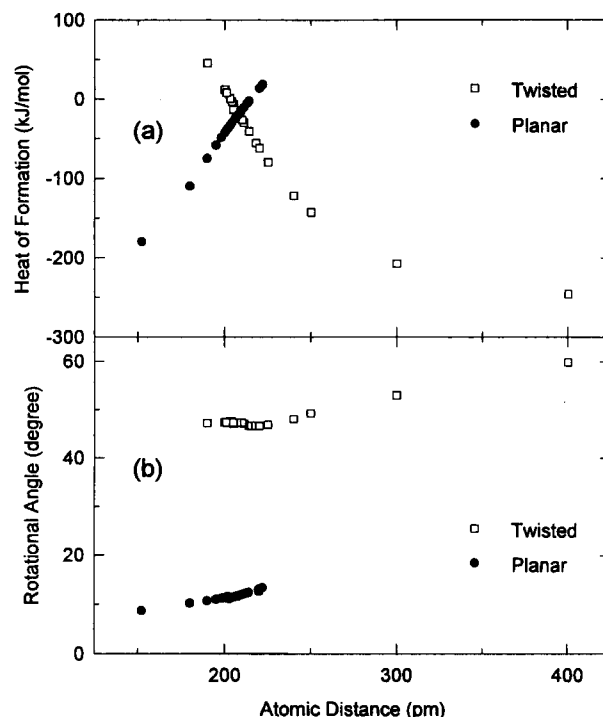 100
0
-100
-200
-300
Heat of Formation (kJ/mol)
(a)
Twisted
Planar
60
40
20
0
Rotational Angle (degree)
(b)
Twisted
Planar
200
300
400
Atomic Distance (pm)